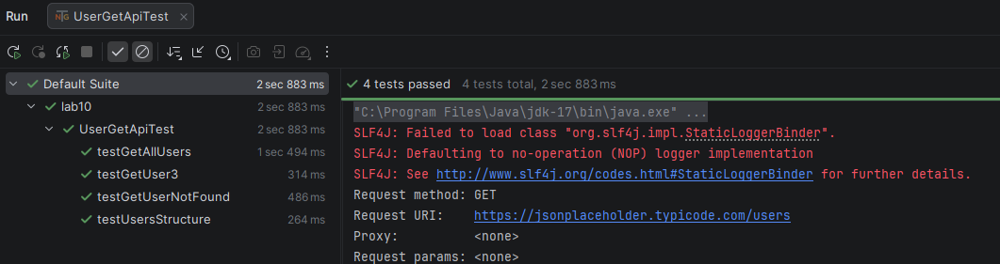 Run UserGetApiTest
Default Suite 2 sec 883 ms
lab10 2 sec 883 ms
UserGetApiTest 2 sec 883 ms
testGetAllUsers 1 sec 494 ms
testGetUser3 314 ms
testGetUserNotFound 486 ms
testUsersStructure 264 ms
4 tests passed 4 tests total, 2 sec 883 ms
"C:\Program Files\Java\jdk-17\bin\java.exe" ...
SLF4J: Failed to load class "org.slf4j.impl.StaticLoggerBinder".
SLF4J: Defaulting to no-operation (NOP) logger implementation
SLF4J: See http://www.slf4j.org/codes.html#StaticLoggerBinder for further details.
Request method: GET
Request URI: https://jsonplaceholder.typicode.com/users
Proxy: <none>
Request params: <none>